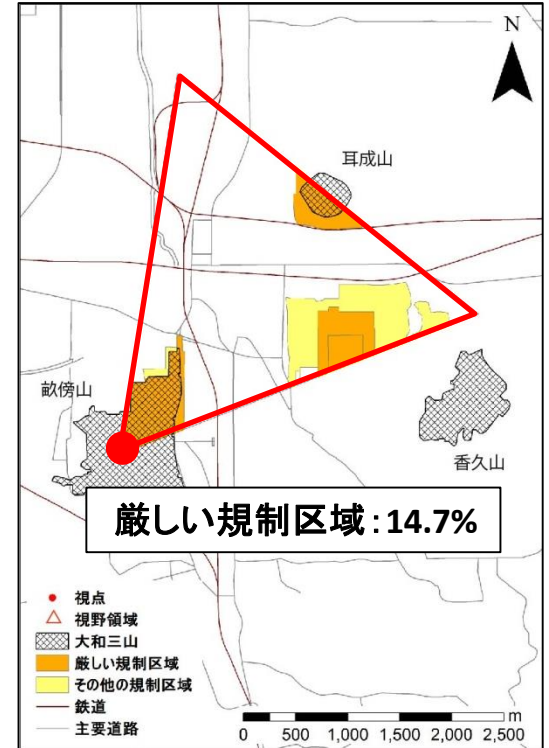 N
耳成山
畝傍山
香久山
厳しい規制区域:14.7%
視点
視野領域
大和三山
厳しい規制区域
その他の規制区域
鉄道
主要道路
m
0 500 1,000 1,500 2,000 2,500